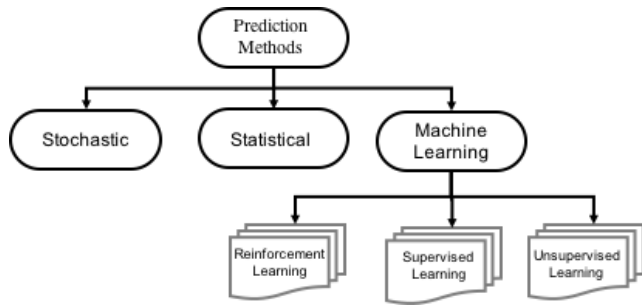 Prediction
Methods
Stochastic
Statistical
Machine
Learning
Reinforcement
Learning
Supervised
Learning
Unsupervised
Learning